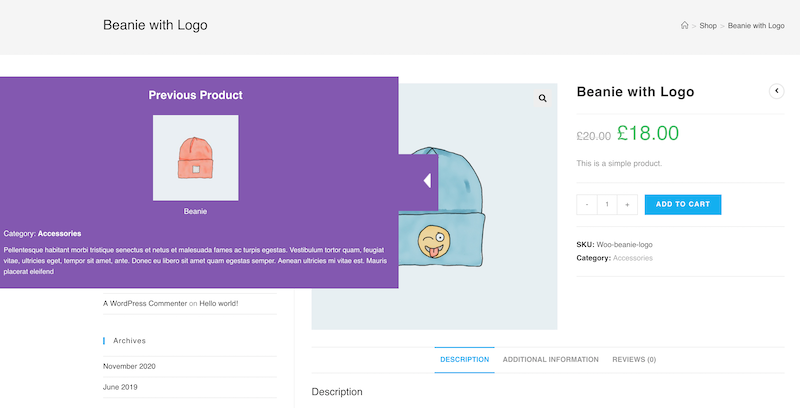 Beanie with Logo
> Shop > Beanie with Logo
Previous Product
Beanie
Category: Accessories
Pellentesque habitant morbi tristique senectus et netus et malesuada fames ac turpis egestas. Vestibulum tortor quam, feugiat
vitae, ultricies eget, tempor sit amet, ante. Donec eu libero sit amet quam egestas semper. Aenean ultricies mi vitae est. Mauris
placerat eleifend
A WordPress Commenter on Hello world!
Archives
November 2020
June 2019
Beanie with Logo
£20.00 £18.00
This is a simple product.
- 1 + ADD TO CART
SKU: Woo-beanie-logo
Category: Accessories
DESCRIPTION ADDITIONAL INFORMATION REVIEWS (0)
Description